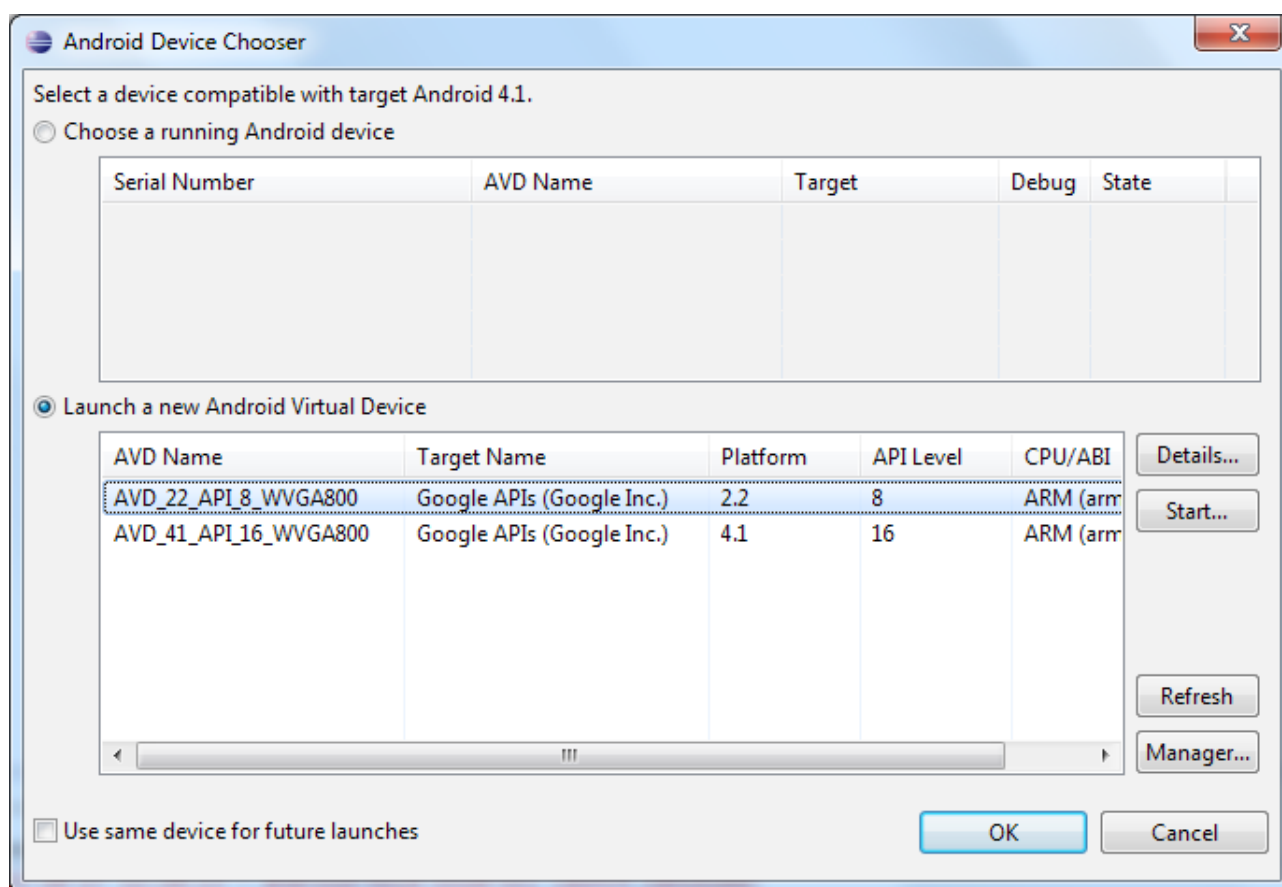 Android Device Chooser
Select a device compatible with target Android 4.1.
Choose a running Android device
Serial Number AVD Name Target Debug State
Launch a new Android Virtual Device
AVD Name Target Name Platform API Level CPU/ABI
AVD_22_API_8_WVGA800 Google APIs (Google Inc.) 2.2 8 ARM (arm
AVD_41_API_16_WVGA800 Google APIs (Google Inc.) 4.1 16 ARM (arm
Details...
Start...
Refresh
Manager...
Use same device for future launches
OK Cancel